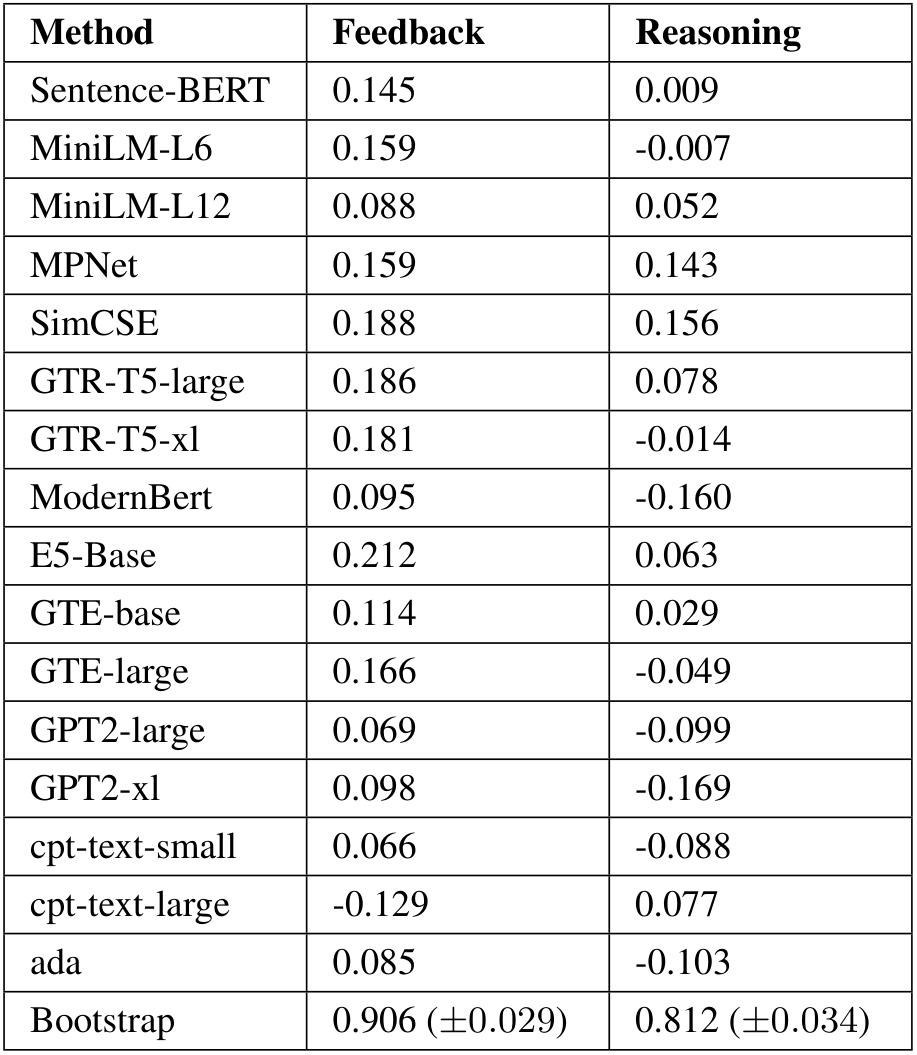 Method Feedback Reasoning
Sentence-BERT 0.145 0.009
MiniLM-L6 0.159 -0.007
MiniLM-L12 0.088 0.052
MPNet 0.159 0.143
SimCSE 0.188 0.156
GTR-T5-large 0.186 0.078
GTR-T5-xl 0.181 -0.014
ModernBert 0.095 -0.160
E5-Base 0.212 0.063
GTE-base 0.114 0.029
GTE-large 0.166 -0.049
GPT2-large 0.069 -0.099
GPT2-xl 0.098 -0.169
cpt-text-small 0.066 -0.088
cpt-text-large -0.129 0.077
ada 0.085 -0.103
Bootstrap 0.906 (±0.029) 0.812 (±0.034)